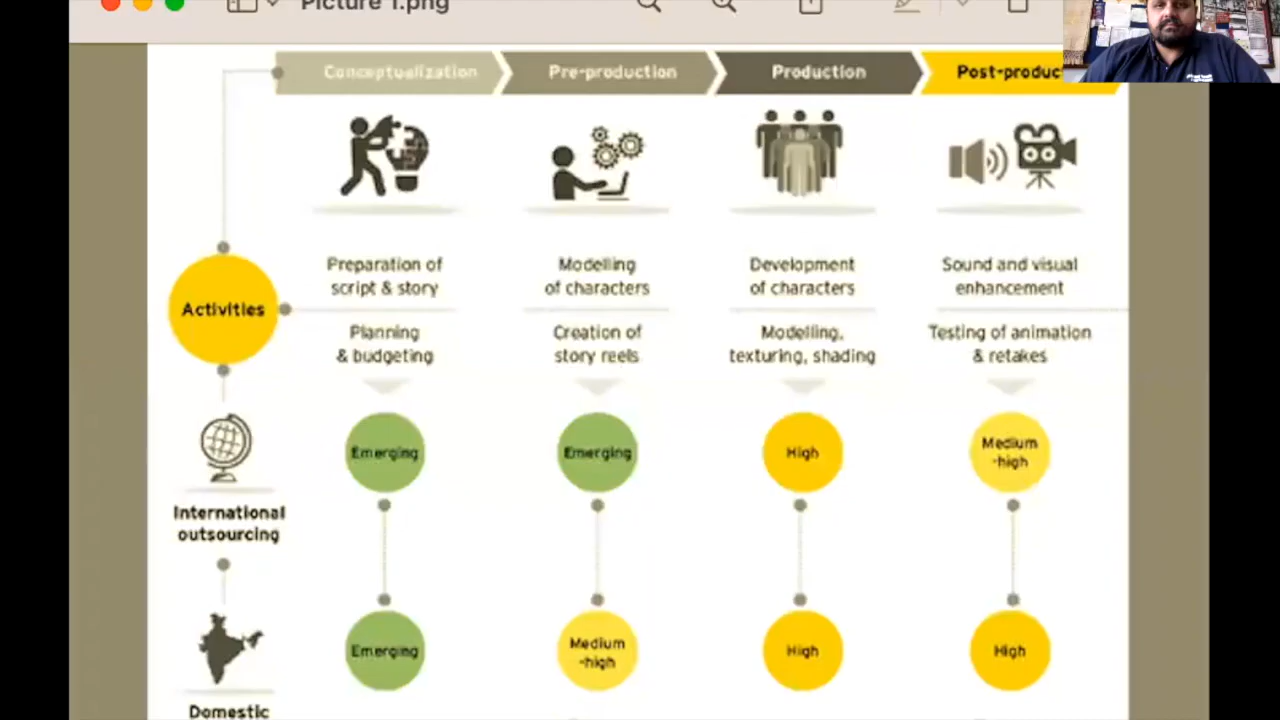 Picture 1.png
Conceptualization
Pre-production
Production
Post-produc
Activities
Preparation of
script & story
Modelling
of characters
Development
of characters
Sound and visual
enhancement
Planning
& budgeting
Creation of
story reels
Modelling,
texturing, shading
Testing of animation
& retakes
International
outsourcing
Emerging
Emerging
High
Medium
-high
Domestic
Emerging
Medium
-high
High
High